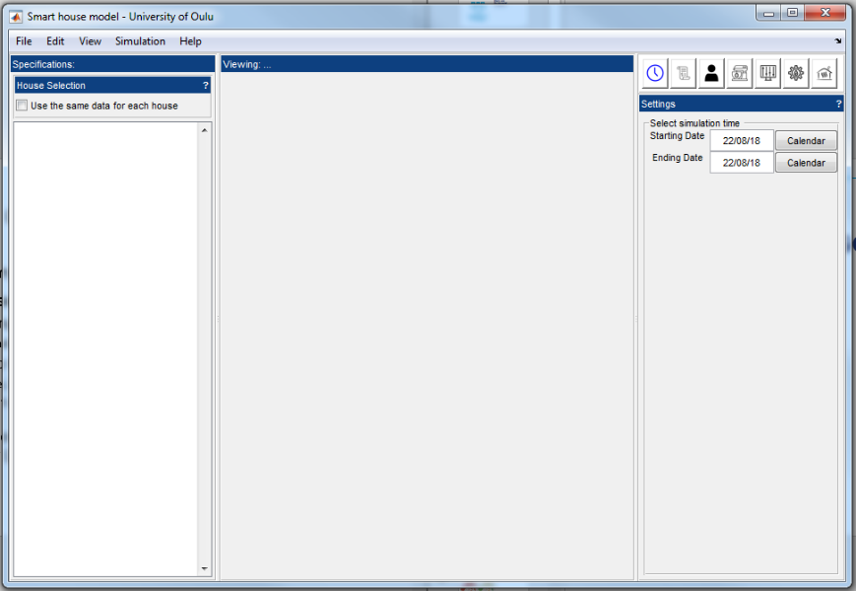 Smart house model - University of Oulu
File Edit View Simulation Help
Specifications:
House Selection ?
Use the same data for each house
Viewing: ...
Settings ?
Select simulation time
Starting Date 22/08/18 Calendar
Ending Date 22/08/18 Calendar